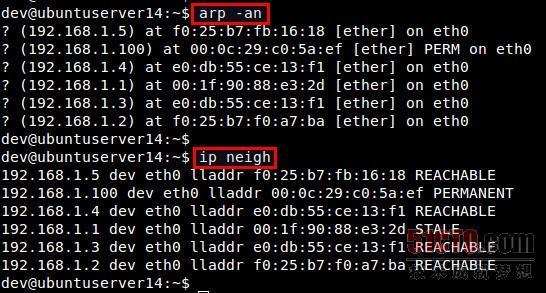 dev@ubuntuserver14:~$ arp -an
? (192.168.1.5) at f0:25:b7:fb:16:18 [ether] on eth0
? (192.168.1.100) at 00:0c:29:c0:5a:ef [ether] PERM on eth0
? (192.168.1.4) at e0:db:55:ce:13:f1 [ether] on eth0
? (192.168.1.1) at 00:1f:90:88:e3:2d [ether] on eth0
? (192.168.1.3) at e0:db:55:ce:13:f1 [ether] on eth0
? (192.168.1.2) at f0:25:b7:f0:a7:ba [ether] on eth0
dev@ubuntuserver14:~$
dev@ubuntuserver14:~$ ip neigh
192.168.1.5 dev eth0 lladdr f0:25:b7:fb:16:18 REACHABLE
192.168.1.100 dev eth0 lladdr 00:0c:29:c0:5a:ef PERMANENT
192.168.1.4 dev eth0 lladdr e0:db:55:ce:13:f1 REACHABLE
192.168.1.1 dev eth0 lladdr 00:1f:90:88:e3:2d STALE
192.168.1.3 dev eth0 lladdr e0:db:55:ce:13:f1 REACHABLE
192.168.1.2 dev eth0 lladdr f0:25:b7:f0:a7:ba REACHABLE
dev@ubuntuserver14:~$